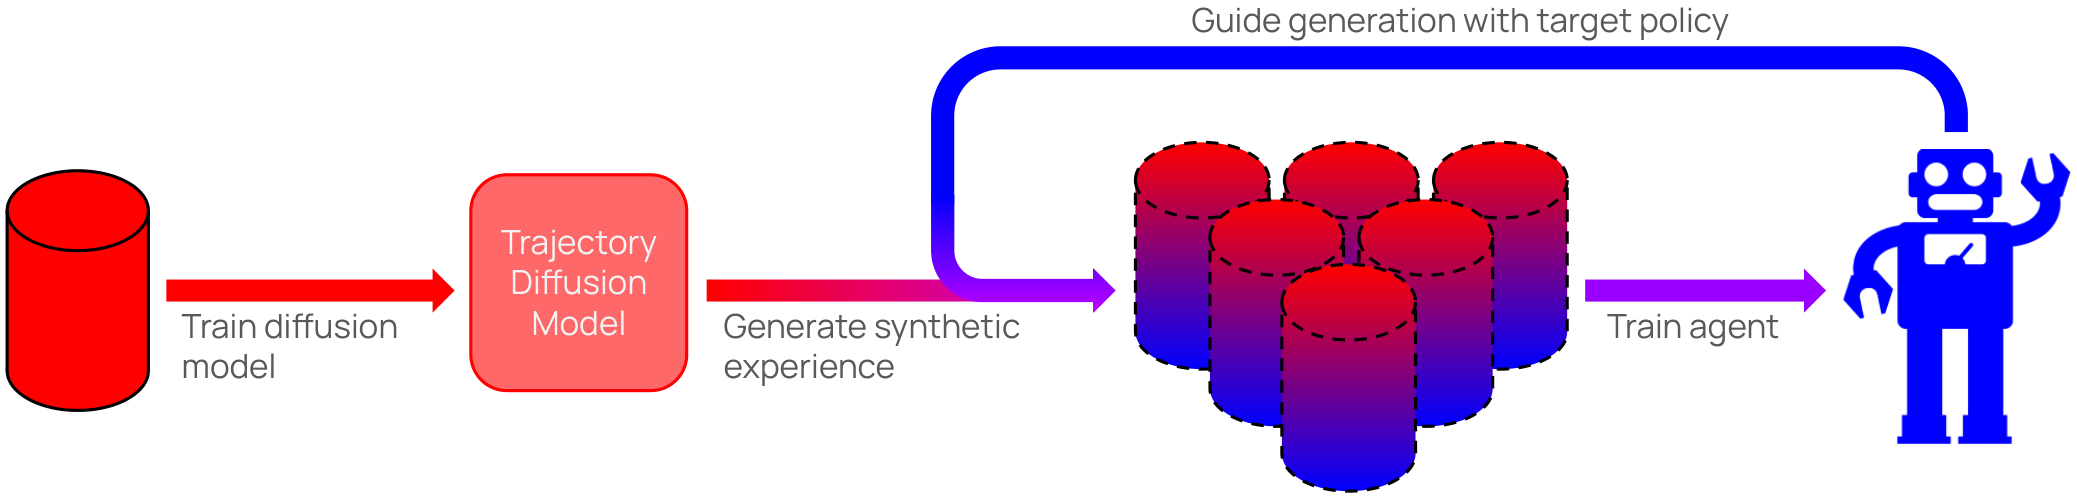 Guide generation with target policy
Trajectory
Diffusion
Model
Train diffusion
model
Generate synthetic
experience
Train agent